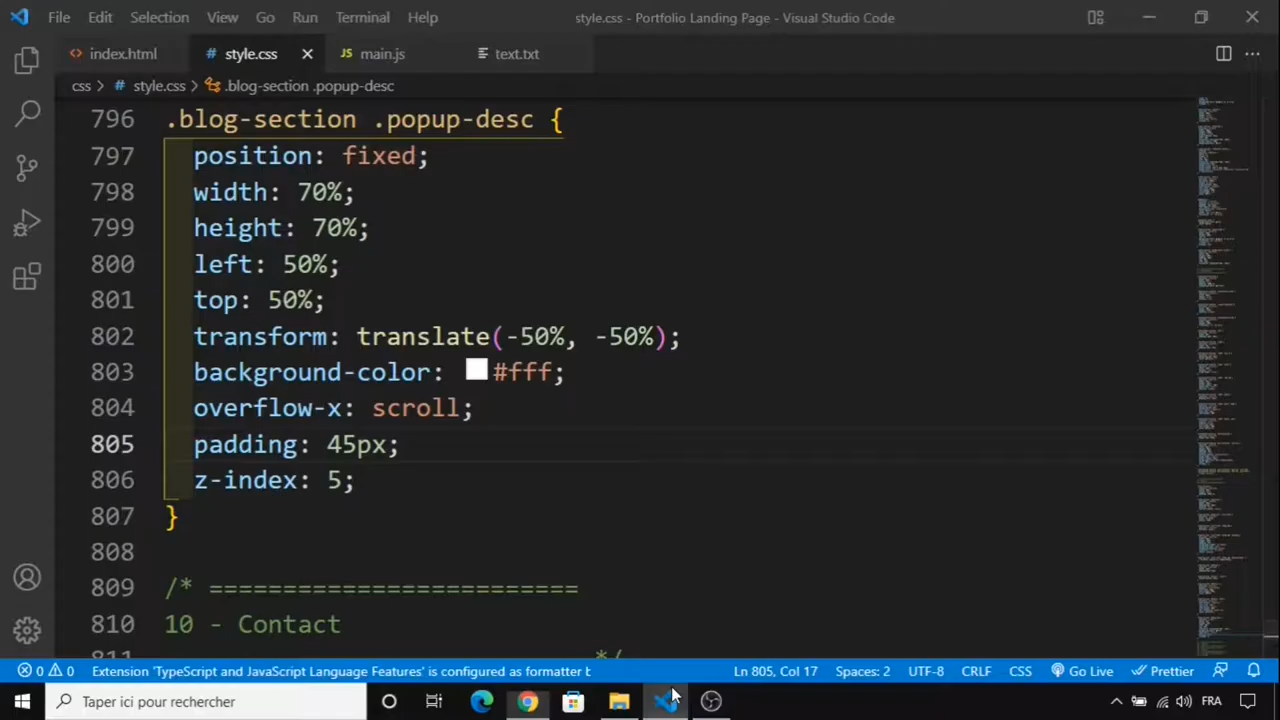 File Edit Selection View Go Run Terminal Help style.css - Portfolio Landing Page - Visual Studio Code
<> index.html # style.css × JS main.js text.txt
css > # style.css > .blog-section .popup-desc
796 .blog-section .popup-desc {
797 position: fixed;
798 width: 70%;
799 height: 70%;
800 left: 50%;
801 top: 50%;
802 transform: translate(-50%, -50%);
803 background-color: #fff;
804 overflow-x: scroll;
805 padding: 45px;
806 z-index: 5;
807 }
808
809 /* =========================
810 10 - Contact
0 0 Extension 'TypeScript and JavaScript Language Features' is configured as formatter b Ln 805, Col 17 Spaces: 2 UTF-8 CRLF CSS Go Live Prettier
Taper ici pour rechercher FRA